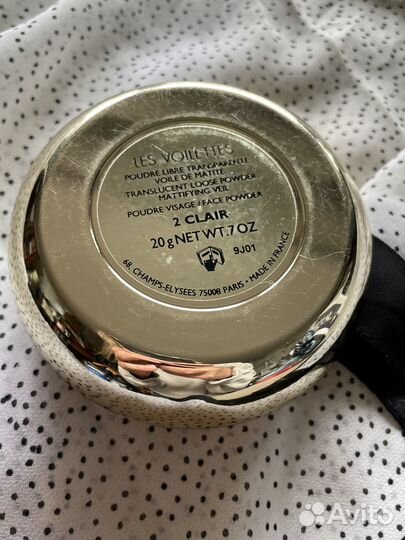 LES VOILETTES
POUDRE LIBRE TRANSPARENTE
VOILE DE MATITÉ
TRANSLUCENT LOOSE POWDER
MATTIFYING VEIL
POUDRE VISAGE / FACE POWDER
2 CLAIR
20 g NET WT. .7 OZ
9J01
68, CHAMPS-ELYSEES 75008 PARIS • MADE IN FRANCE
Avito